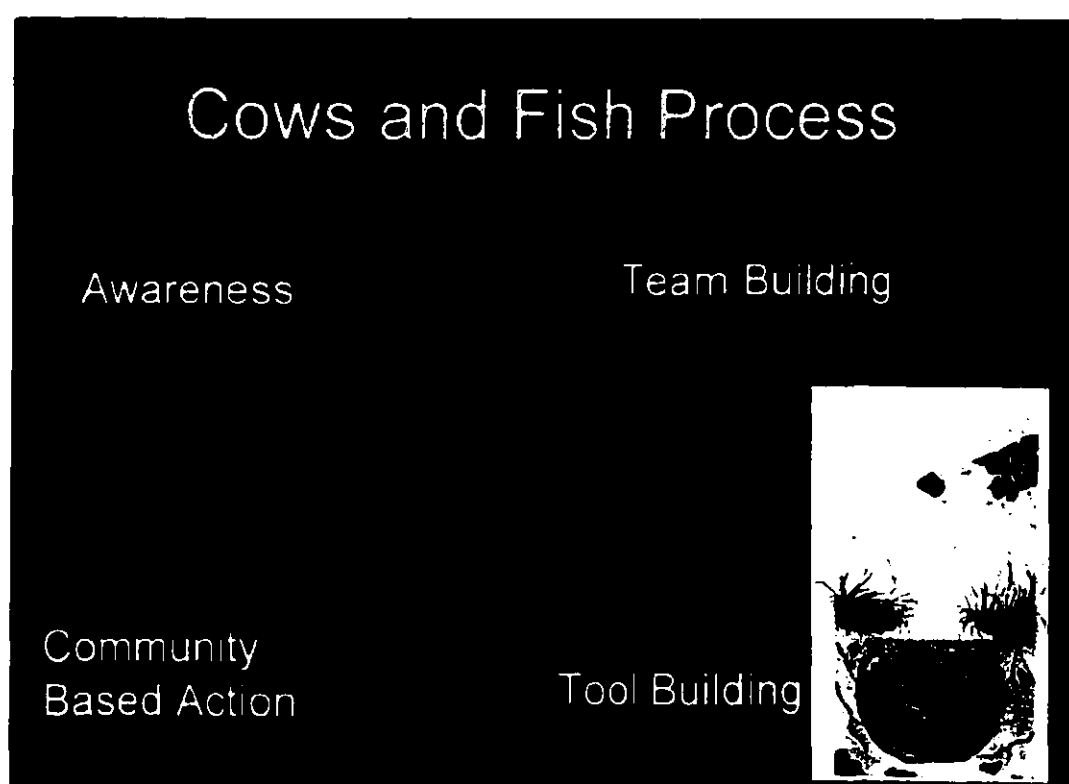 Cows and Fish Process
Awareness
Team Building
Community
Based Action
Tool Building